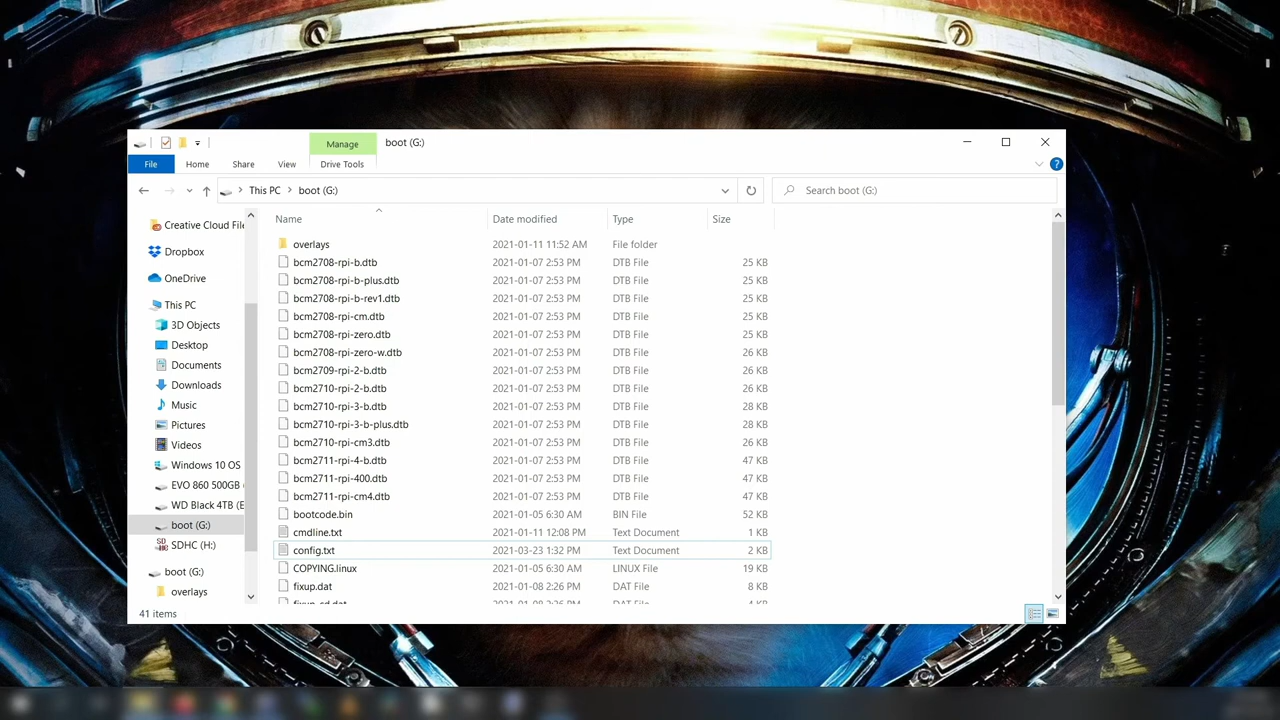 Manage
boot (G:)
File
Home
Share
View
Drive Tools
?
This PC
boot (G:)
Search boot (G:)
Name
Date modified
Type
Size
Creative Cloud File
Dropbox
OneDrive
This PC
3D Objects
Desktop
Documents
Downloads
Music
Pictures
Videos
Windows 10 OS
EVO 860 500GB
WD Black 4TB (E
boot (G:)
SDHC (H:)
boot (G:)
overlays
overlays 2021-01-11 11:52 AM File folder
bcm2708-rpi-b.dtb 2021-01-07 2:53 PM DTB File 25 KB
bcm2708-rpi-b-plus.dtb 2021-01-07 2:53 PM DTB File 25 KB
bcm2708-rpi-b-rev1.dtb 2021-01-07 2:53 PM DTB File 25 KB
bcm2708-rpi-cm.dtb 2021-01-07 2:53 PM DTB File 25 KB
bcm2708-rpi-zero.dtb 2021-01-07 2:53 PM DTB File 25 KB
bcm2708-rpi-zero-w.dtb 2021-01-07 2:53 PM DTB File 26 KB
bcm2709-rpi-2-b.dtb 2021-01-07 2:53 PM DTB File 26 KB
bcm2710-rpi-2-b.dtb 2021-01-07 2:53 PM DTB File 26 KB
bcm2710-rpi-3-b.dtb 2021-01-07 2:53 PM DTB File 28 KB
bcm2710-rpi-3-b-plus.dtb 2021-01-07 2:53 PM DTB File 28 KB
bcm2710-rpi-cm3.dtb 2021-01-07 2:53 PM DTB File 26 KB
bcm2711-rpi-4-b.dtb 2021-01-07 2:53 PM DTB File 47 KB
bcm2711-rpi-400.dtb 2021-01-07 2:53 PM DTB File 47 KB
bcm2711-rpi-cm4.dtb 2021-01-07 2:53 PM DTB File 47 KB
bootcode.bin 2021-01-05 6:30 AM BIN File 52 KB
cmdline.txt 2021-01-11 12:08 PM Text Document 1 KB
config.txt 2021-03-23 1:32 PM Text Document 2 KB
COPYING.linux 2021-01-05 6:30 AM LINUX File 19 KB
fixup.dat 2021-01-08 2:26 PM DAT File 8 KB
41 items